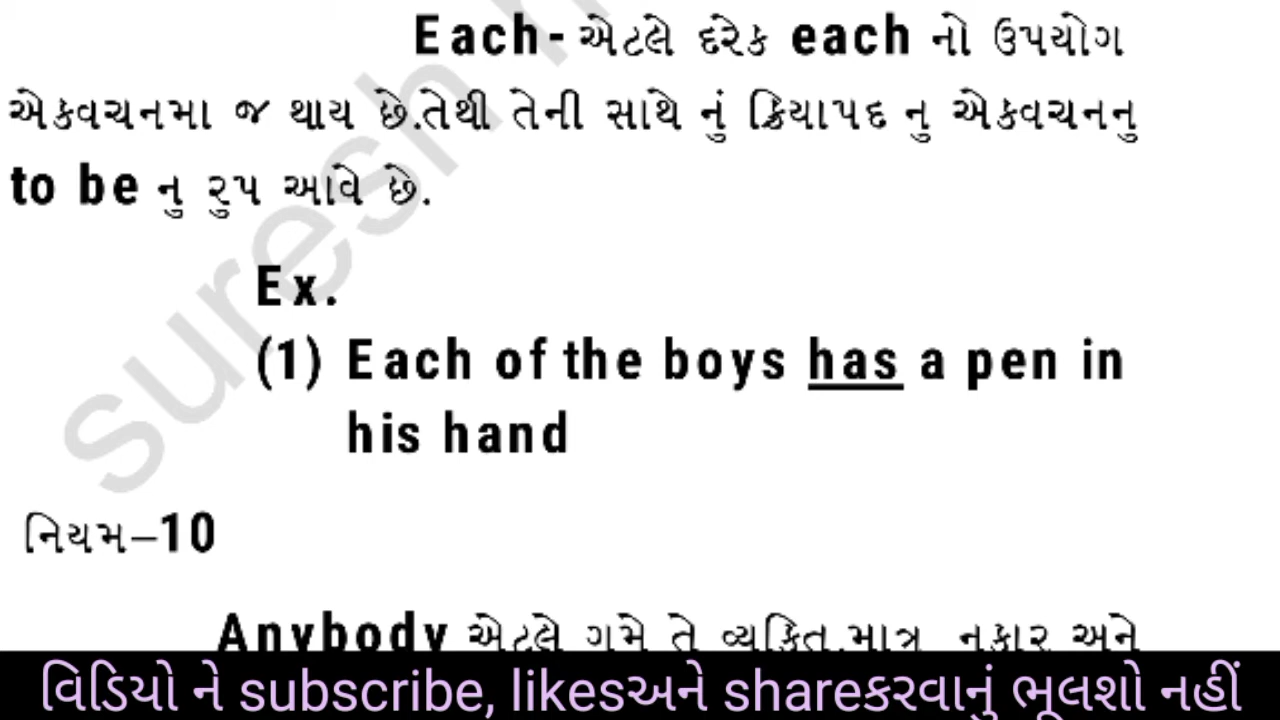 Each- એટલે દરેક each નો ઉપયોગ
એકવચનમા જ થાય છે.તેથી તેની સાથે નું ક્રિયાપદ નુ એકવચનનુ
to be નુ રુપ આવે છે.
Ex.
(1) Each of the boys has a pen in
his hand
નિયમ–10
Anybody એટલે ગમે તે વ્યકિત.માત્ર નકાર અને
વિડિયો ને subscribe, likesઅને shareકરવાનું ભૂલશો નહીં
suresh